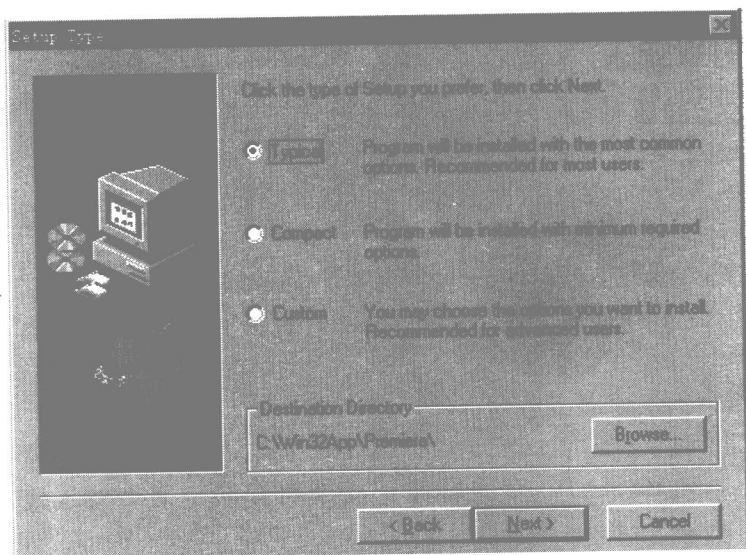 Setup Type
Click the type of Setup you prefer, then click Next.
Typical
Program will be installed with the most common
options. Recommended for most users.
Compact
Program will be installed with minimum required
options.
Custom
You may choose the options you want to install.
Recommended for advanced users.
Destination Directory
C:\Win32App\Premiere\
Browse...
< Back
Next >
Cancel